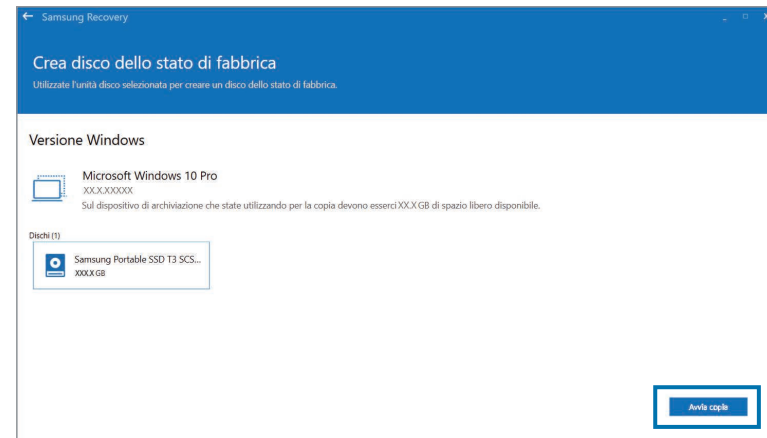 Samsung Recovery
Crea disco dello stato di fabbrica
Utilizzate l'unità disco selezionata per creare un disco dello stato di fabbrica.
Versione Windows
Microsoft Windows 10 Pro
XX.X.XXXXX
Sul dispositivo di archiviazione che state utilizzando per la copia devono esserci XX.X GB di spazio libero disponibile.
Dischi (1)
Samsung Portable SSD T3 SCS...
XXX.X GB
Avvia copia